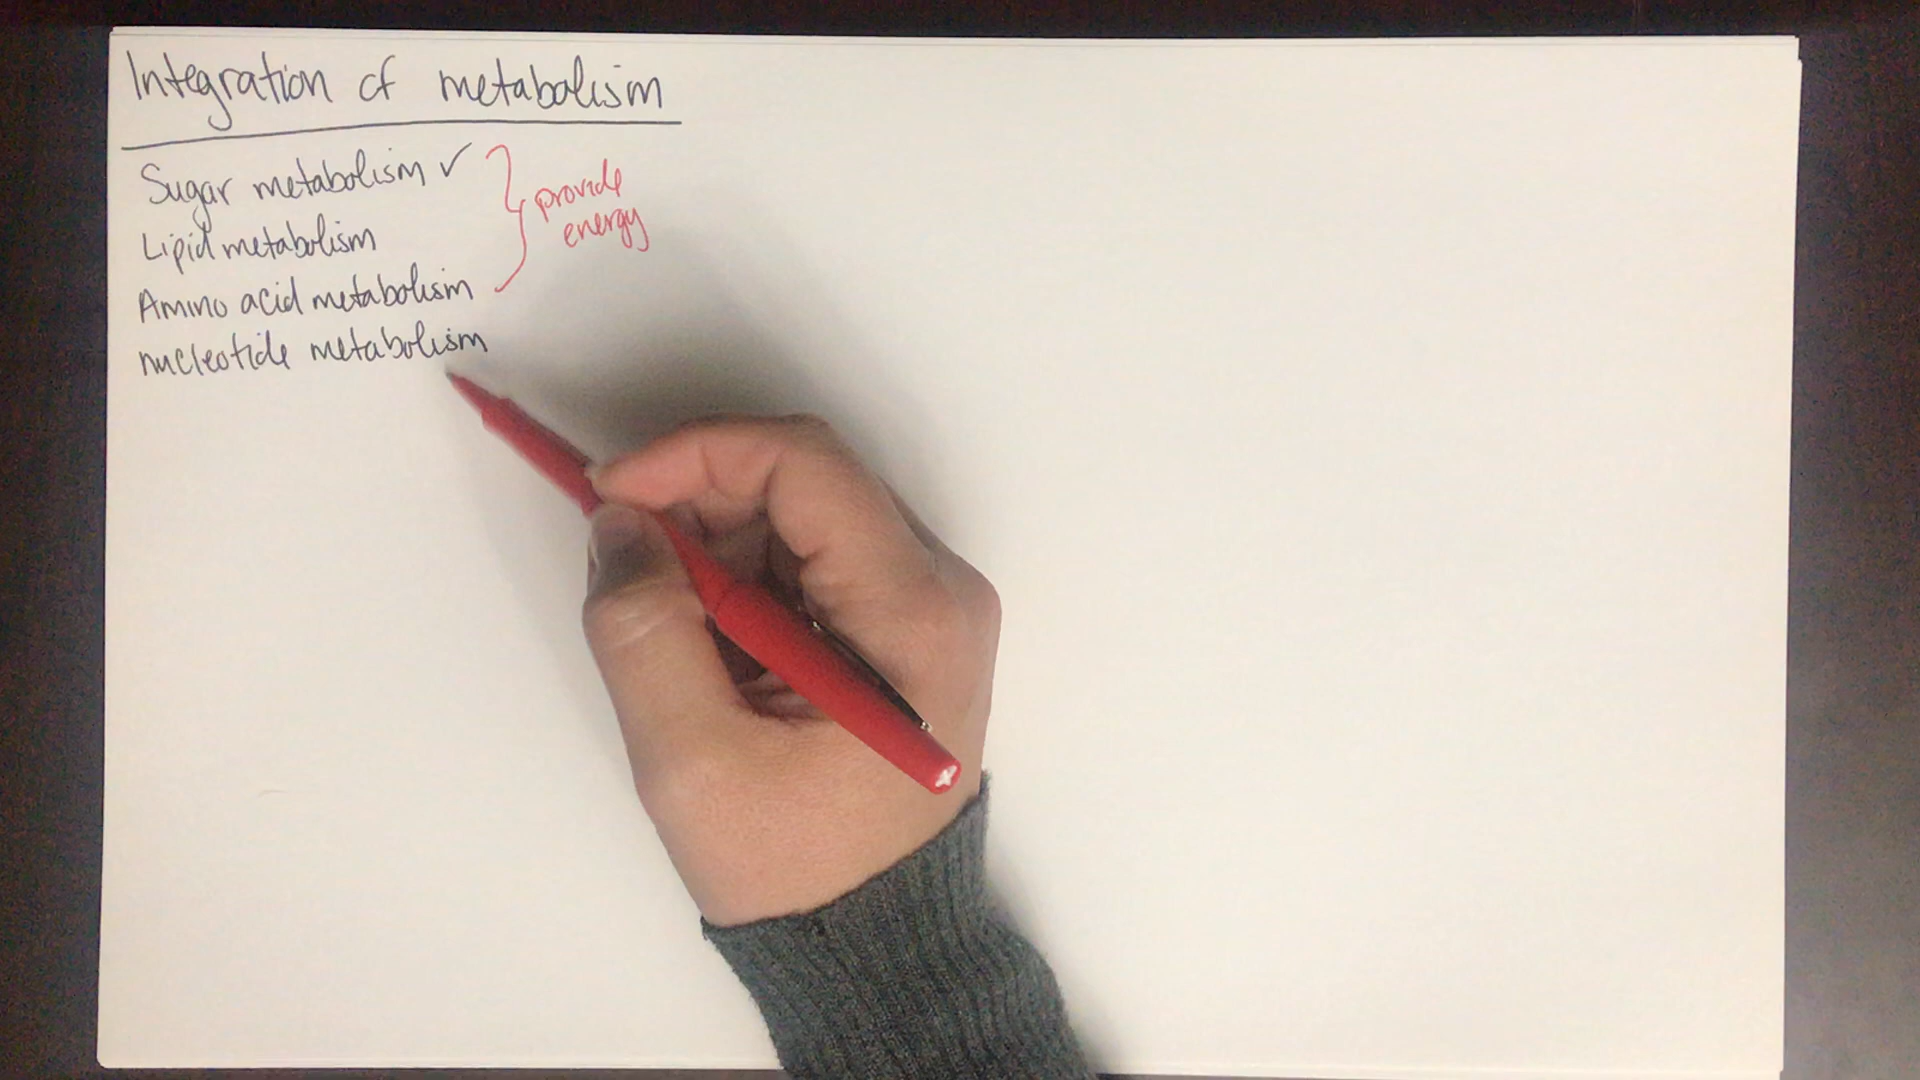 Integration of metabolism
Sugar metabolism ✓
Lipid metabolism
Amino acid metabolism
nucleotide metabolism
provide
energy